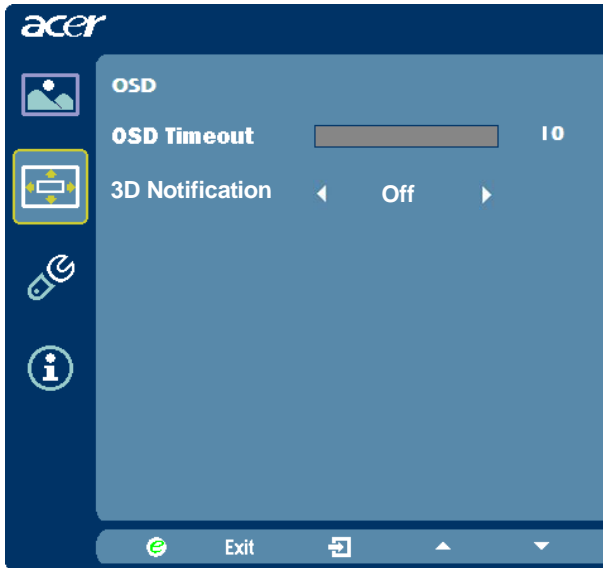 acer
OSD
OSD Timeout 10
3D Notification Off
e Exit